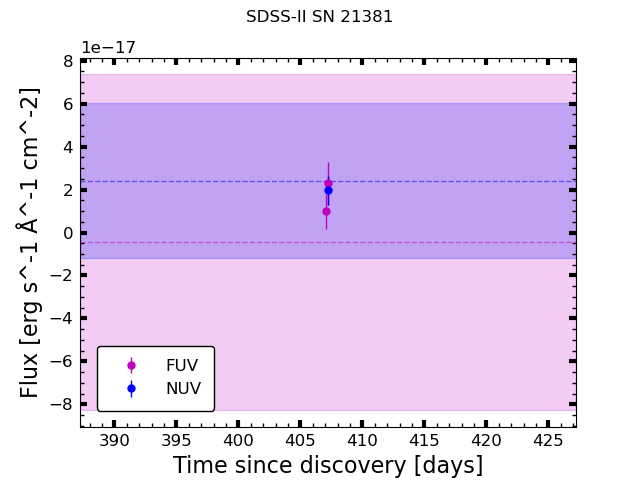 SDSS-II SN 21381
1e−17
8
6
4
2
0
−2
−4
−6
−8
Flux [erg s^-1 Å^-1 cm^-2]
FUV
NUV
390 395 400 405 410 415 420 425
Time since discovery [days]